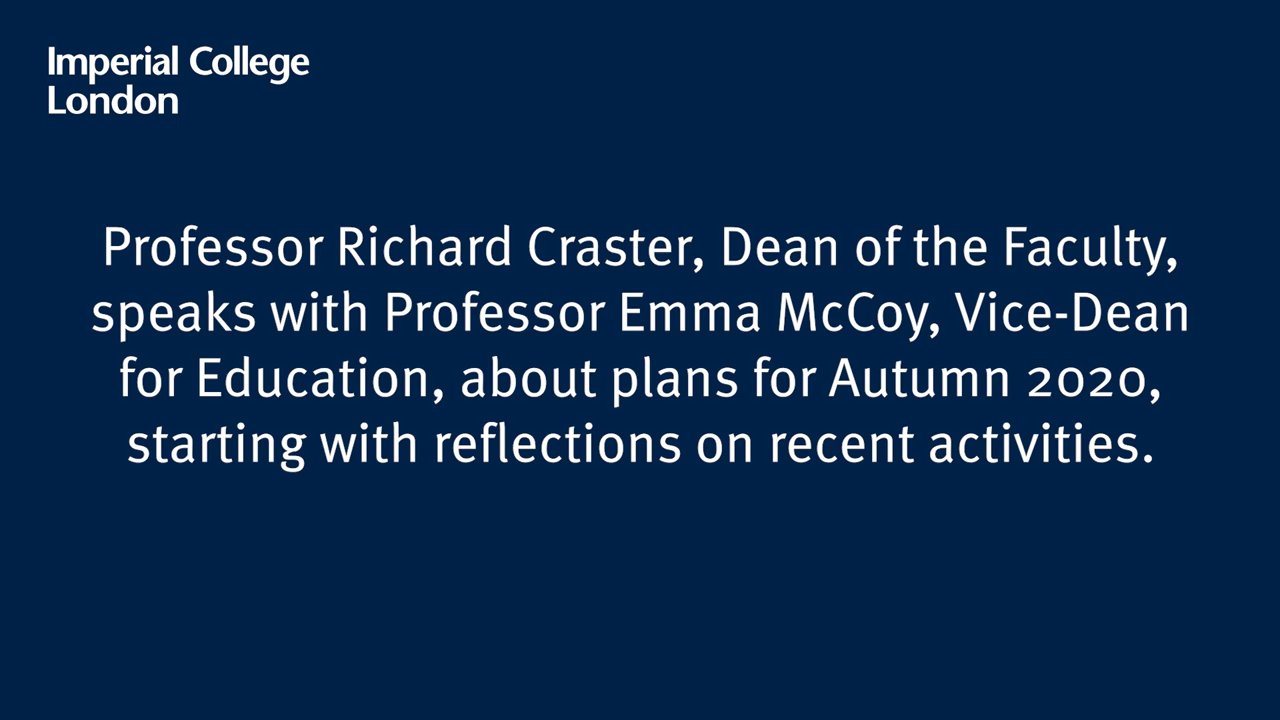 Imperial College
London
Professor Richard Craster, Dean of the Faculty,
speaks with Professor Emma McCoy, Vice-Dean
for Education, about plans for Autumn 2020,
starting with reflections on recent activities.